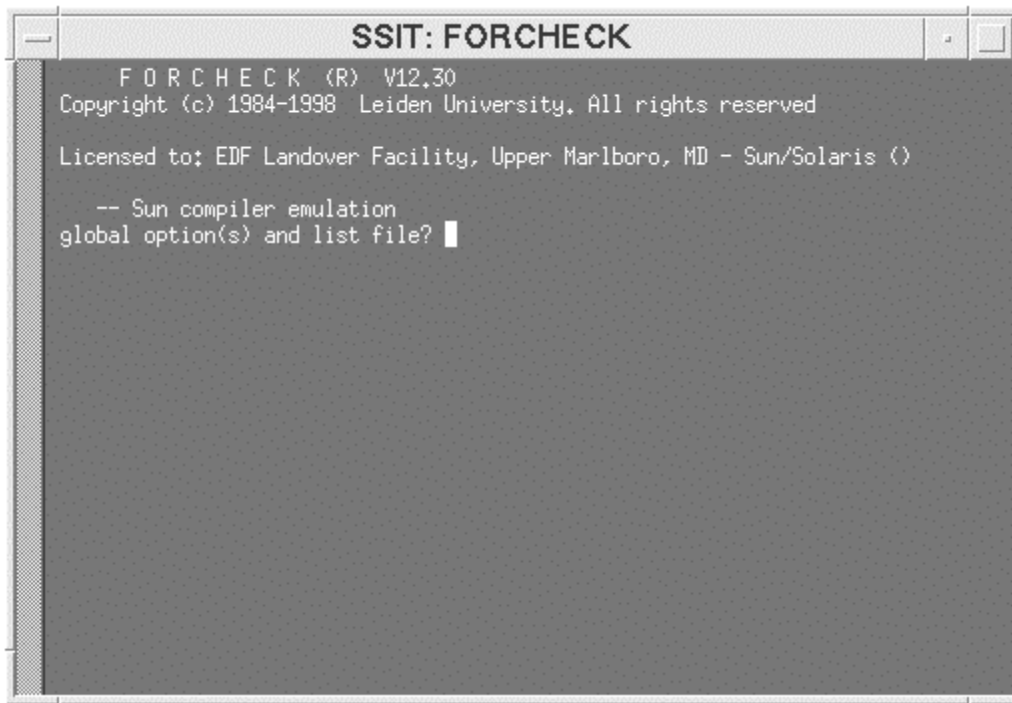 SSIT: FORCHECK
F O R C H E C K (R) V12.30
Copyright (c) 1984-1998 Leiden University. All rights reserved
Licensed to: EDF Landover Facility, Upper Marlboro, MD - Sun/Solaris ()
-- Sun compiler emulation
global option(s) and list file?